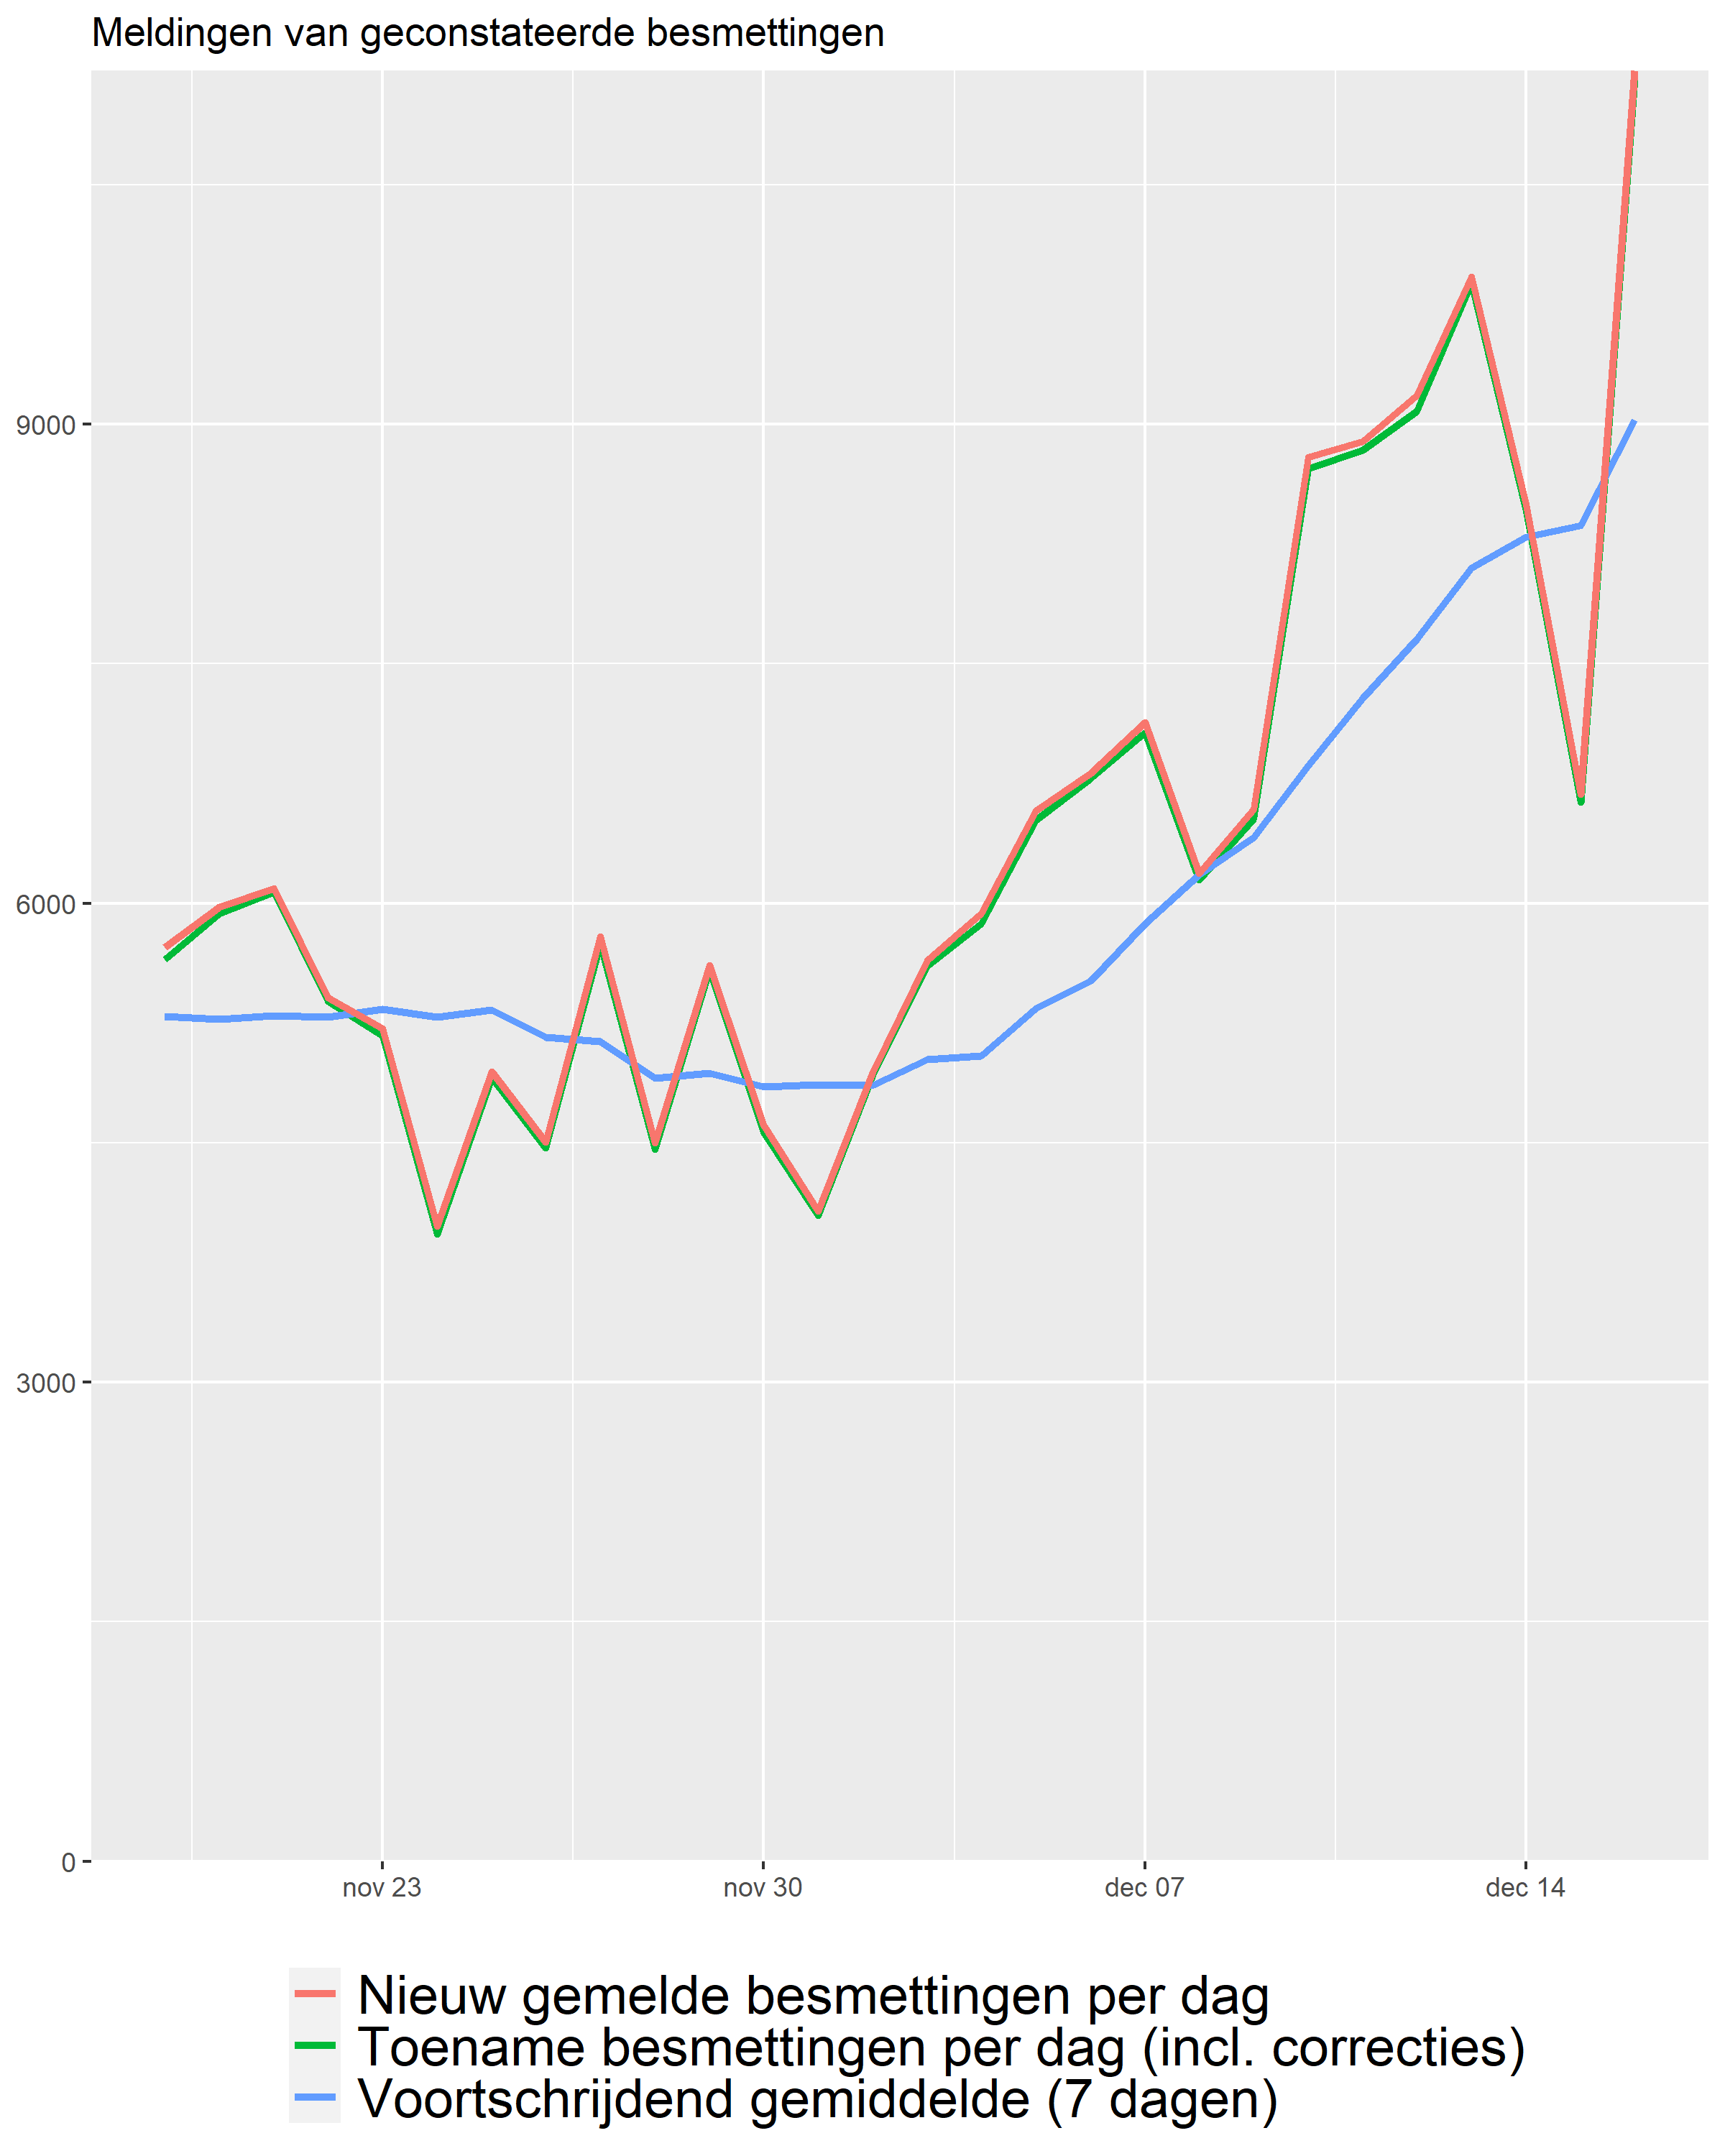 Meldingen van geconstateerde besmettingen
9000
6000
3000
0
nov 23
nov 30
dec 07
dec 14
Nieuw gemelde besmettingen per dag
Toename besmettingen per dag (incl. correcties)
Voortschrijdend gemiddelde (7 dagen)